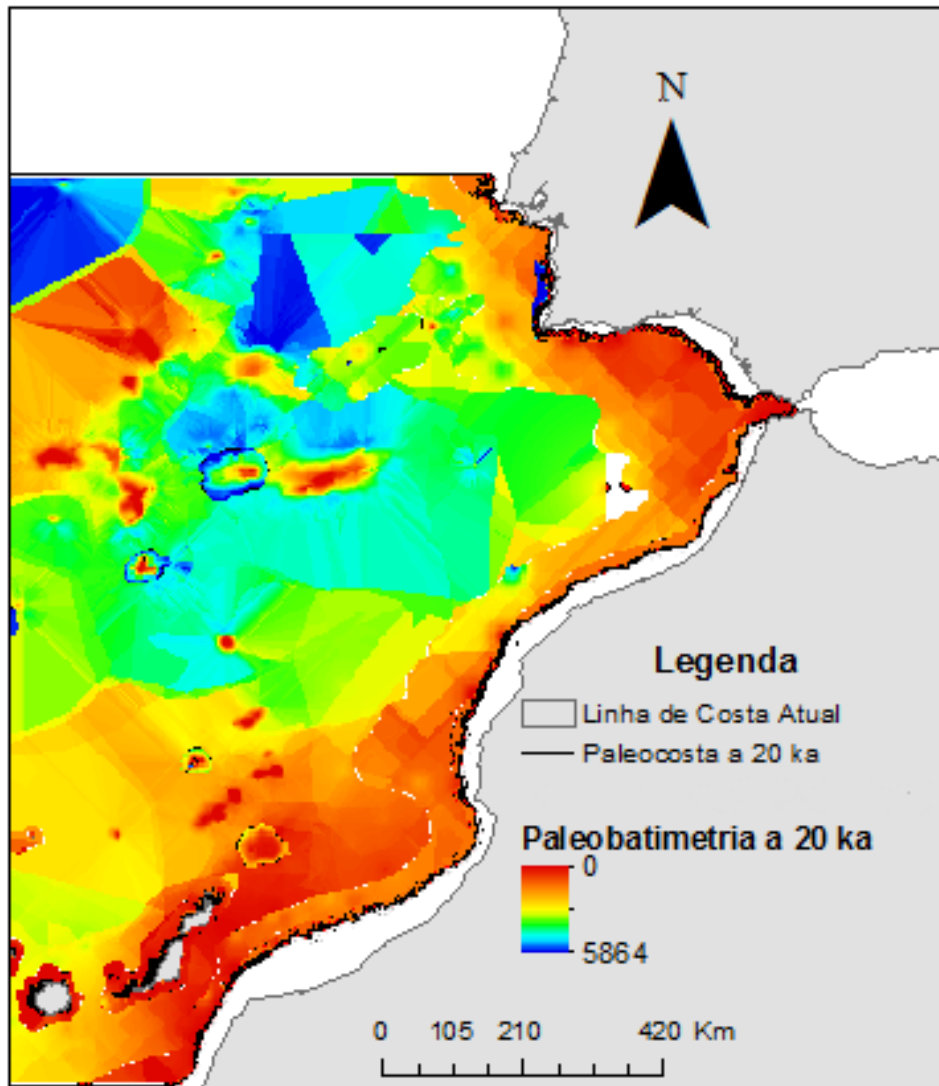 N
Legenda
Linha de Costa Atual
Paleocosta a 20 ka
Paleobatimetria a 20 ka
0
5864
0 105 210 420 Km